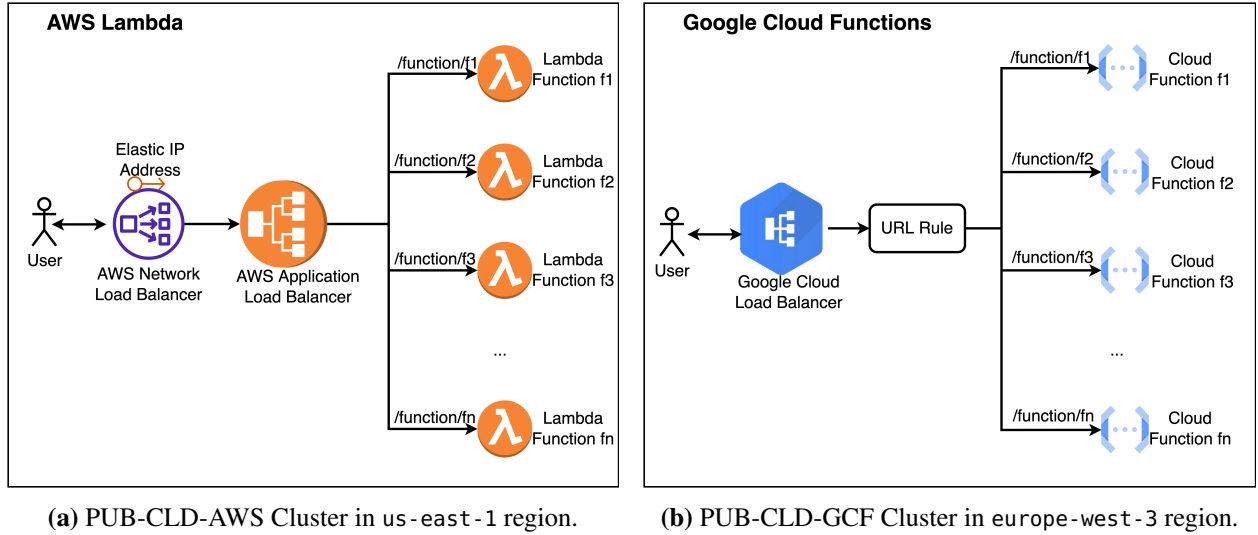 AWS Lambda
Elastic IP
Address
User
AWS Network
Load Balancer
AWS Application
Load Balancer
/function/f1
Lambda
Function f1
/function/f2
Lambda
Function f2
/function/f3
Lambda
Function f3
...
/function/fn
Lambda
Function fn
(a) PUB-CLD-AWS Cluster in us-east-1 region.
Google Cloud Functions
User
Google Cloud
Load Balancer
URL Rule
/function/f1
Cloud
Function f1
/function/f2
Cloud
Function f2
/function/f3
Cloud
Function f3
...
/function/fn
Cloud
Function fn
(b) PUB-CLD-GCF Cluster in europe-west-3 region.